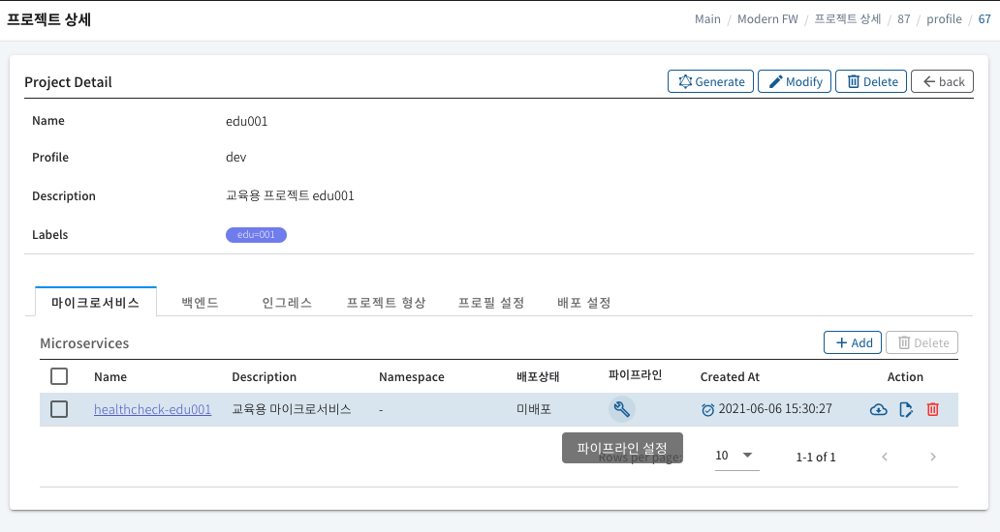 프로젝트 상세
Main / Modern FW / 프로젝트 상세 / 87 / profile / 67
Project Detail
Generate Modify Delete back
Name edu001
Profile dev
Description 교육용 프로젝트 edu001
Labels edu=001
마이크로서비스 백엔드 인그레스 프로젝트 형상 프로필 설정 배포 설정
Microservices
Add Delete
Name Description Namespace 배포상태 파이프라인 Created At Action
healthcheck-edu001 교육용 마이크로서비스 - 미배포 2021-06-06 15:30:27
파이프라인 설정
Rows per page: 10 1-1 of 1